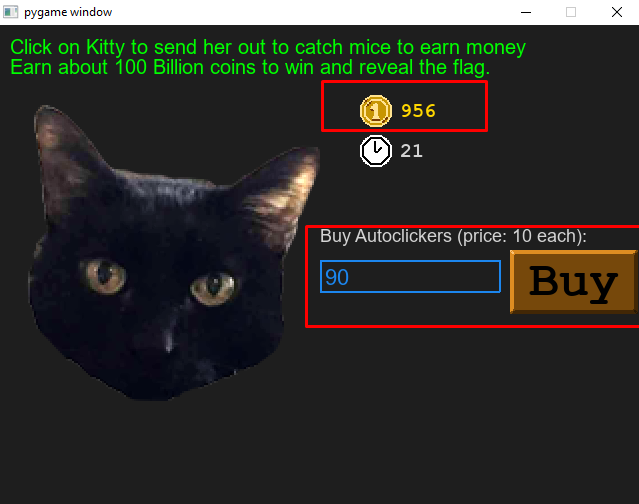 pygame window
Click on Kitty to send her out to catch mice to earn money
Earn about 100 Billion coins to win and reveal the flag.
1 956
21
Buy Autoclickers (price: 10 each):
90 Buy